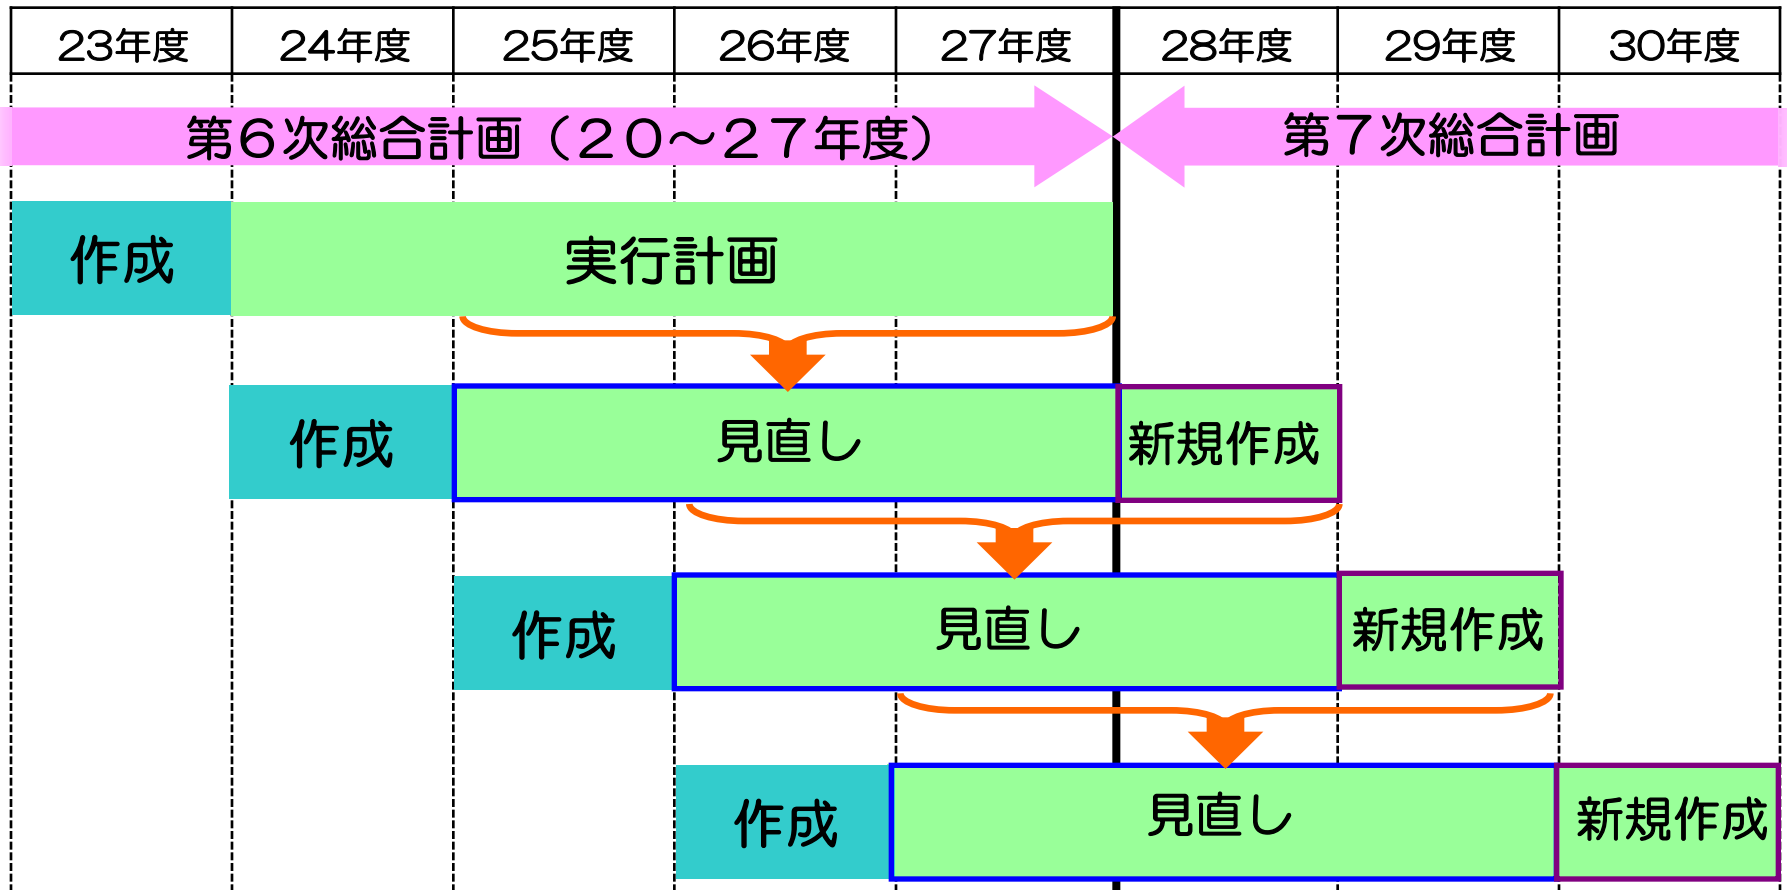 23年度 24年度 25年度 26年度 27年度 28年度 29年度 30年度
第６次総合計画（２０～２７年度） 第７次総合計画
作成 実行計画
作成 見直し 新規作成
作成 見直し 新規作成
作成 見直し 新規作成